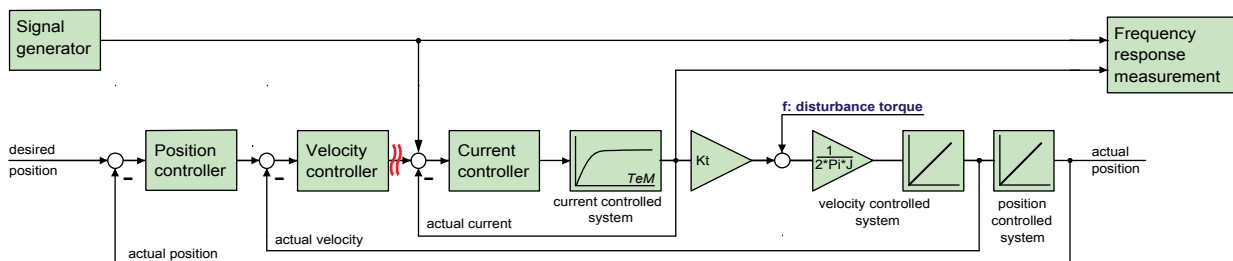 Signal
generator
Frequency
response
measurement
f: disturbance torque
desired
position
Position
controller
Velocity
controller
Current
controller
TeM
current controlled
system
Kt
1
2*Pi*J
velocity controlled
system
position
controlled
system
actual
position
actual current
actual velocity
actual position